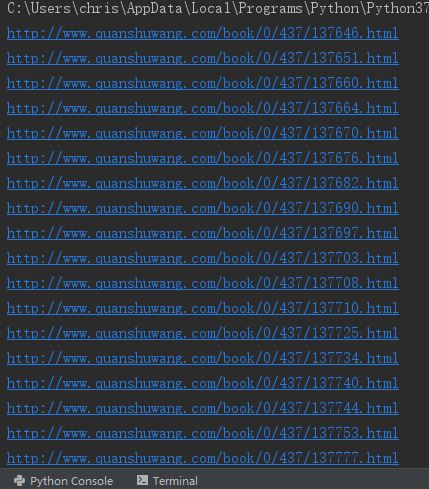 C:\Users\chris\AppData\Local\Programs\Python\Python37
http://www.quanshuwang.com/book/0/437/137646.html
http://www.quanshuwang.com/book/0/437/137651.html
http://www.quanshuwang.com/book/0/437/137660.html
http://www.quanshuwang.com/book/0/437/137664.html
http://www.quanshuwang.com/book/0/437/137670.html
http://www.quanshuwang.com/book/0/437/137676.html
http://www.quanshuwang.com/book/0/437/137682.html
http://www.quanshuwang.com/book/0/437/137690.html
http://www.quanshuwang.com/book/0/437/137697.html
http://www.quanshuwang.com/book/0/437/137703.html
http://www.quanshuwang.com/book/0/437/137708.html
http://www.quanshuwang.com/book/0/437/137710.html
http://www.quanshuwang.com/book/0/437/137725.html
http://www.quanshuwang.com/book/0/437/137734.html
http://www.quanshuwang.com/book/0/437/137740.html
http://www.quanshuwang.com/book/0/437/137744.html
http://www.quanshuwang.com/book/0/437/137753.html
http://www.quanshuwang.com/book/0/437/137777.html
Python Console Terminal